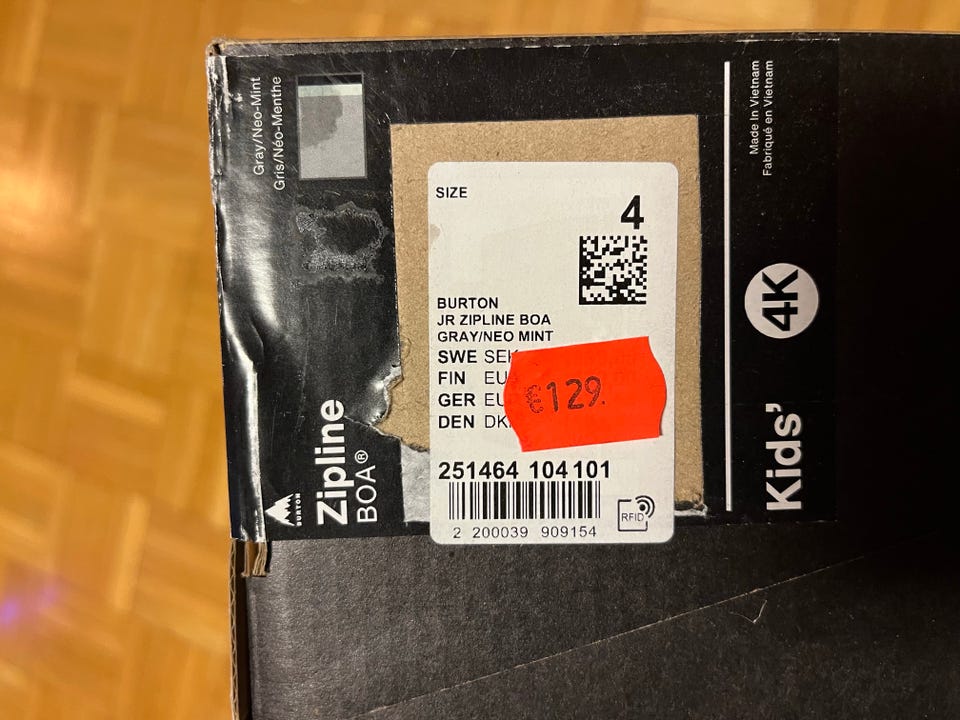 Gray/Neo-Mint
Gris/Néo-Menthe
BURTON
Zipline
BOA®
SIZE
4
BURTON
JR ZIPLINE BOA
GRAY/NEO MINT
SWE SEK
FIN
GER
DEN
€129.
251464 104101
2 200039 909154
RFID
Made in Vietnam
Fabriqué en Vietnam
Kids' 4K